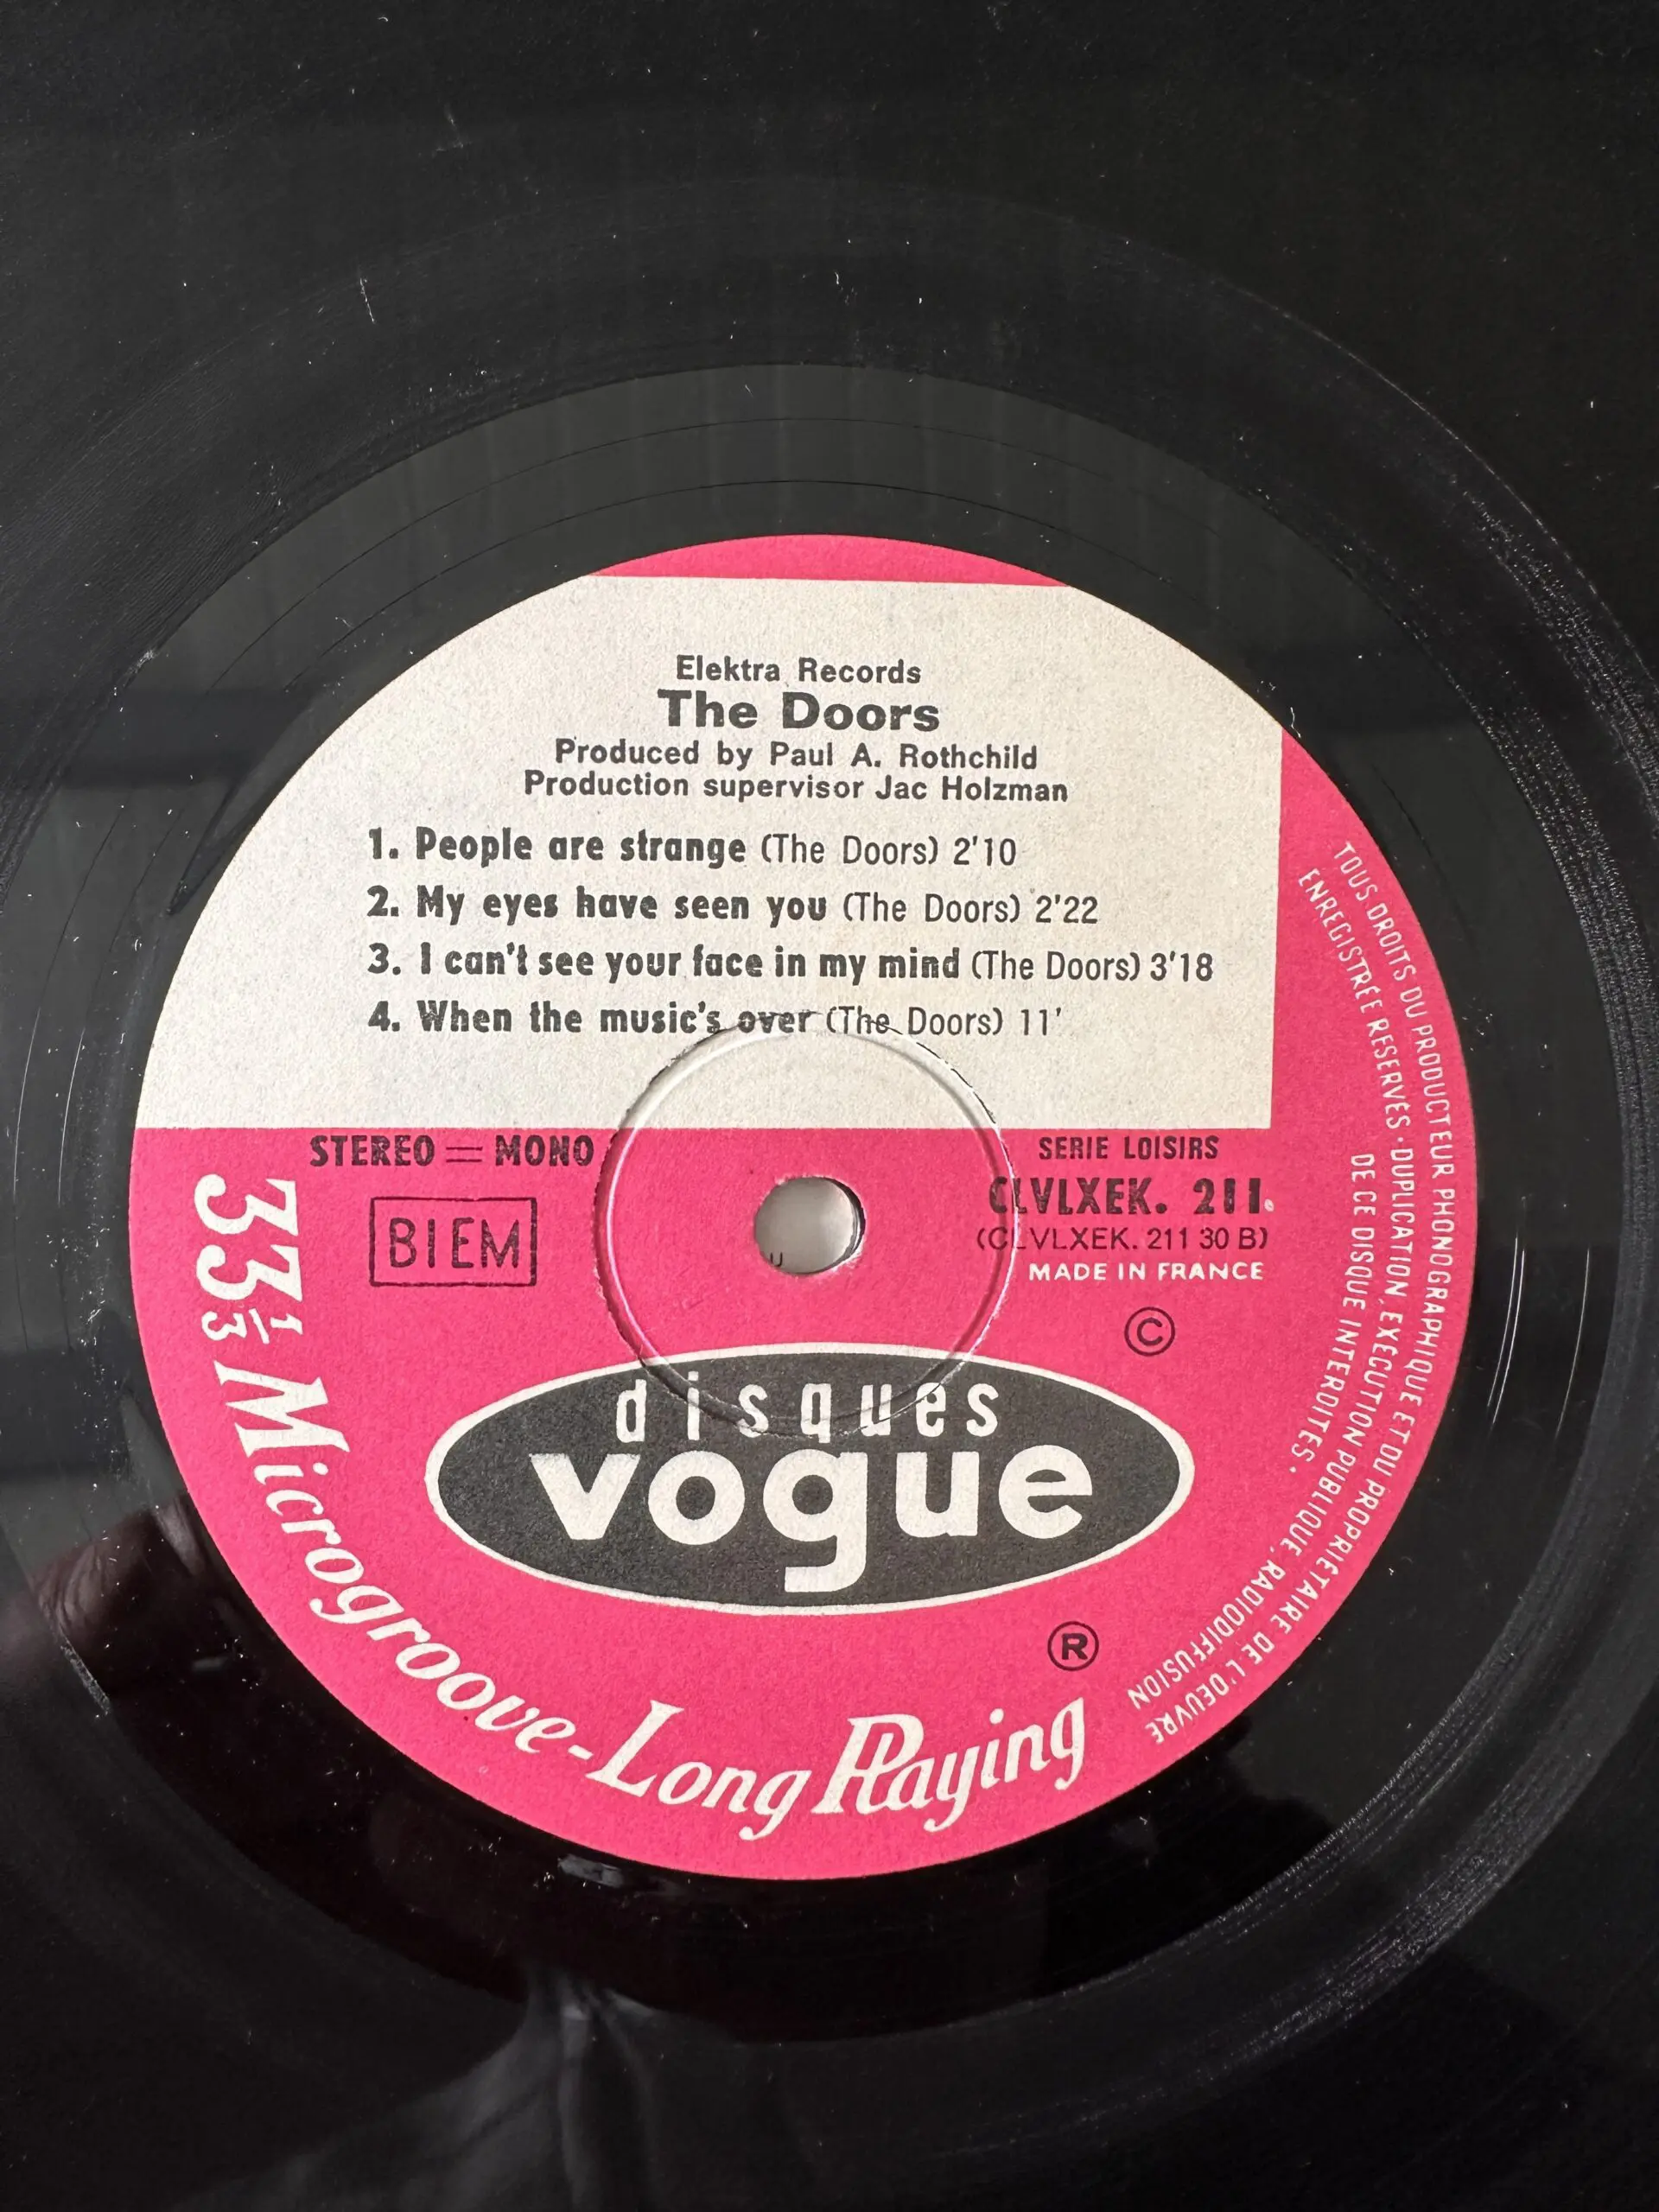 Elektra Records
The Doors
Produced by Paul A. Rothchild
Production supervisor Jac Holzman
1. People are strange (The Doors) 2'10
2. My eyes have seen you (The Doors) 2'22
3. I can't see your face in my mind (The Doors) 3'18
4. When the music's over (The Doors) 11'
STEREO = MONO
SERIE LOISIRS
CLVLXEK. 211.
(CLVLXEK. 211 30 B)
BIEM
MADE IN FRANCE
©
disques
vogue
®
33 1/3 Microgroove-Long Playing
TOUS DROITS DU PRODUCTEUR PHONOGRAPHIQUE ET DU PROPRIETAIRE DE L'OEUVRE
ENREGISTRÉE RESERVÉS · DUPLICATION, EXECUTION PUBLIQUE, RADIODIFFUSION
DE CE DISQUE INTERDITES.